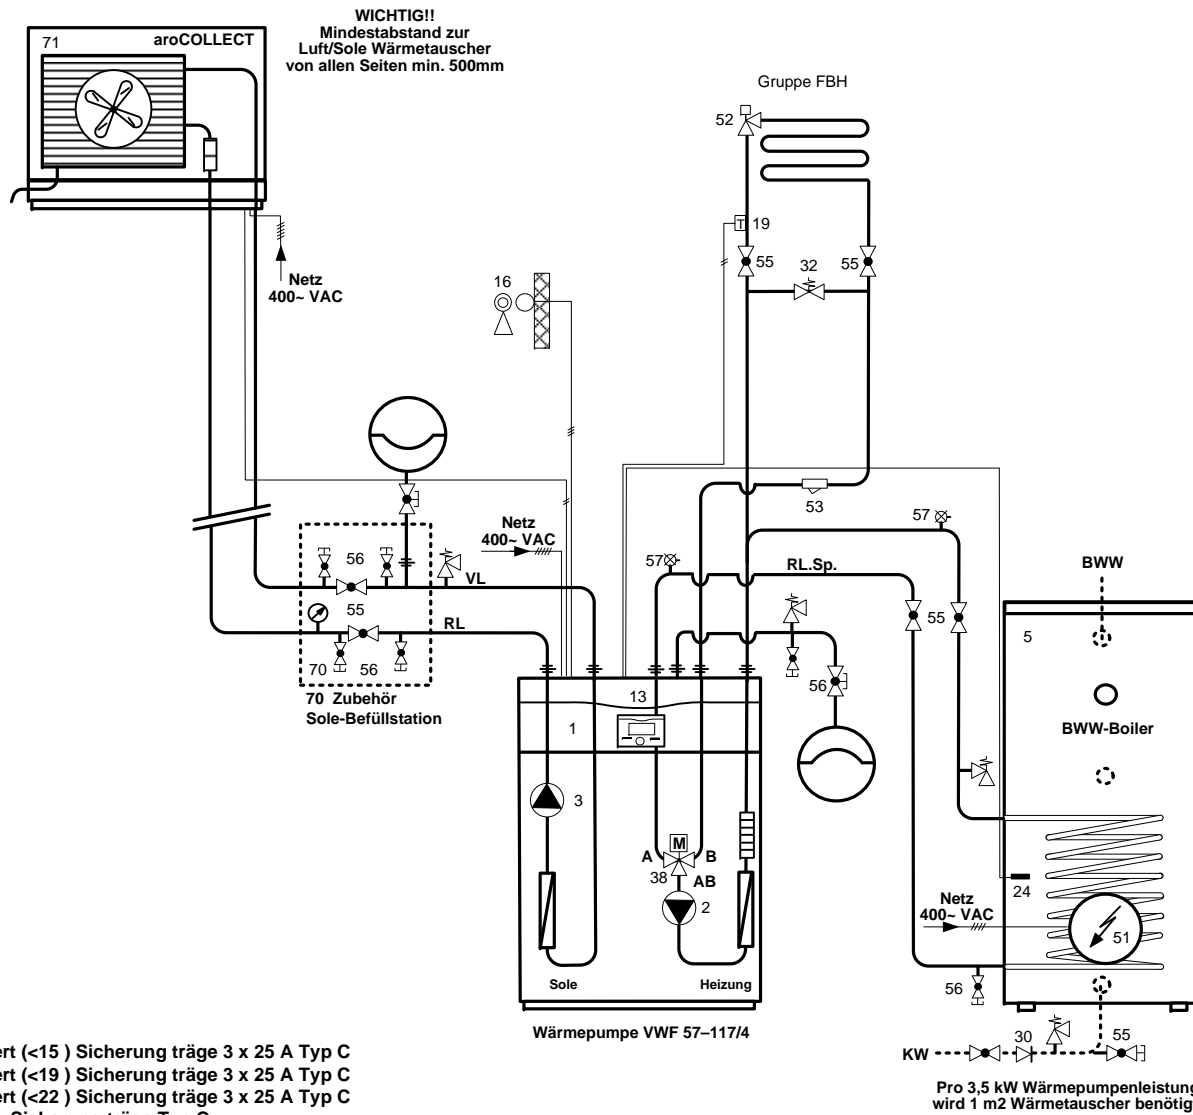 WICHTIG!!
Mindestabstand zur
Luft/Sole Wärmetauscher
von allen Seiten min. 500mm
71
aroCOLLECT
Gruppe FBH
52
T
19
55
32
55
Netz
400~ VAC
16
53
57
Netz
400~ VAC
56
57
RL.Sp.
BWW
VL
55
55
5
RL
70
56
56
70 Zubehör
Sole-Befüllstation
13
1
BWW-Boiler
3
M
A
B
38
AB
2
24
Netz
400~ VAC
51
56
Sole
Heizung
Wärmepumpe VWF 57–117/4
KW
30
55
ert (<15 ) Sicherung träge 3 x 25 A Typ C
ert (<19 ) Sicherung träge 3 x 25 A Typ C
ert (<22 ) Sicherung träge 3 x 25 A Typ C
Pro 3,5 kW Wärmepumpenleistung
wird 1 m2 Wärmetauscher benötig